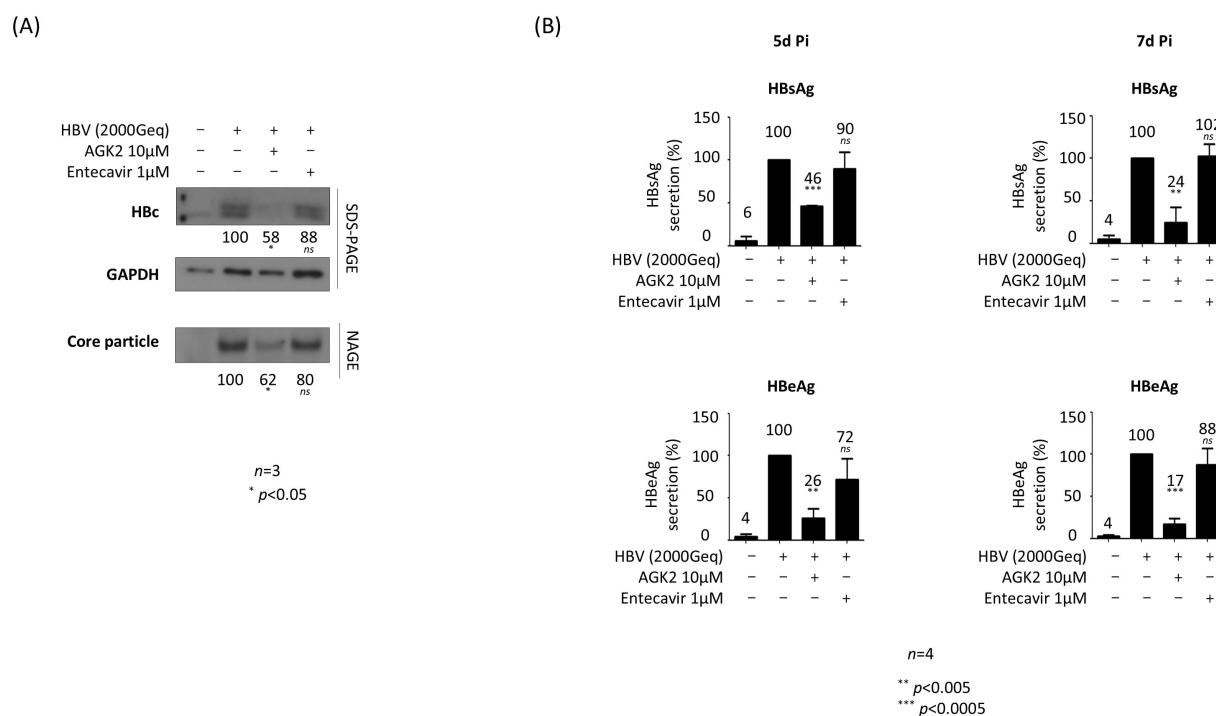 (A)
HBV (2000Geq) – + + +
AGK2 10µM – – + –
Entecavir 1µM – – – +
HBc
100 58 88
* ns
GAPDH
SDS-PAGE
Core particle
NAGE
100 62 80
* ns
n=3
* p<0.05
(B)
5d Pi
HBsAg
HBsAg secretion (%)
150
100
50
0
6 100 46 90
*** ns
HBV (2000Geq) – + + +
AGK2 10µM – – + –
Entecavir 1µM – – – +
7d Pi
HBsAg
HBsAg secretion (%)
150
100
50
0
4 100 24 102
** ns
HBV (2000Geq) – + + +
AGK2 10µM – – + –
Entecavir 1µM – – – +
HBeAg
HBeAg secretion (%)
150
100
50
0
4 100 26 72
** ns
HBV (2000Geq) – + + +
AGK2 10µM – – + –
Entecavir 1µM – – – +
HBeAg
HBeAg secretion (%)
150
100
50
0
4 100 17 88
*** ns
HBV (2000Geq) – + + +
AGK2 10µM – – + –
Entecavir 1µM – – – +
n=4
** p<0.005
*** p<0.0005